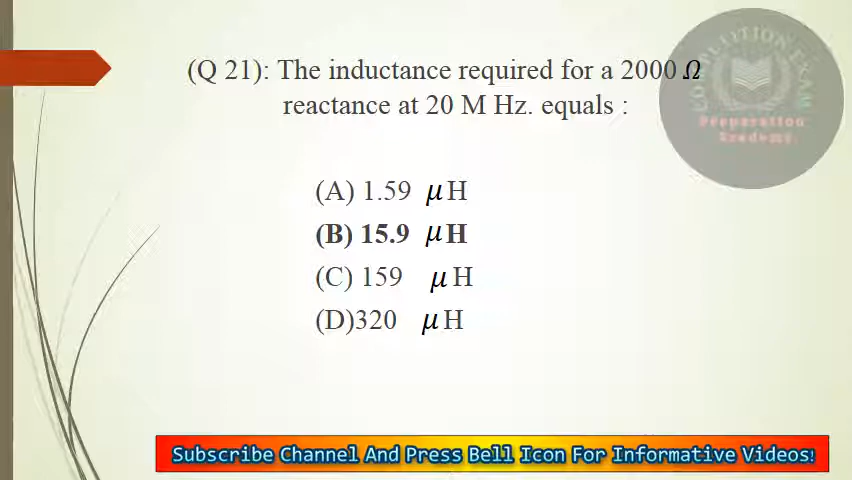 (Q 21): The inductance required for a 2000 Ω
reactance at 20 M Hz. equals :
(A) 1.59 μH
(B) 15.9 μH
(C) 159 μH
(D)320 μH
Preparation
Subscribe Channel And Press Bell Icon For Informative Videos!